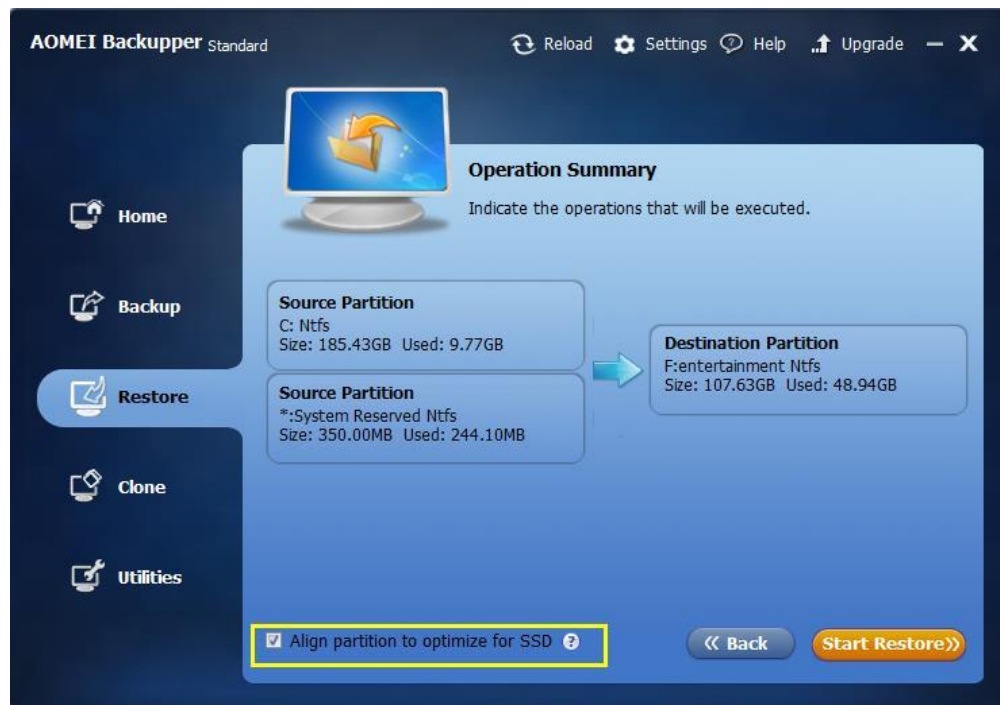 AOMEI Backupper Standard
Reload Settings Help Upgrade
Operation Summary
Indicate the operations that will be executed.
Home
Backup
Restore
Clone
Utilities
Source Partition
C: Ntfs
Size: 185.43GB Used: 9.77GB
Source Partition
*:System Reserved Ntfs
Size: 350.00MB Used: 244.10MB
Destination Partition
F:entertainment Ntfs
Size: 107.63GB Used: 48.94GB
Align partition to optimize for SSD ?
« Back Start Restore»